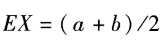 EX = ( a + b ) / 2